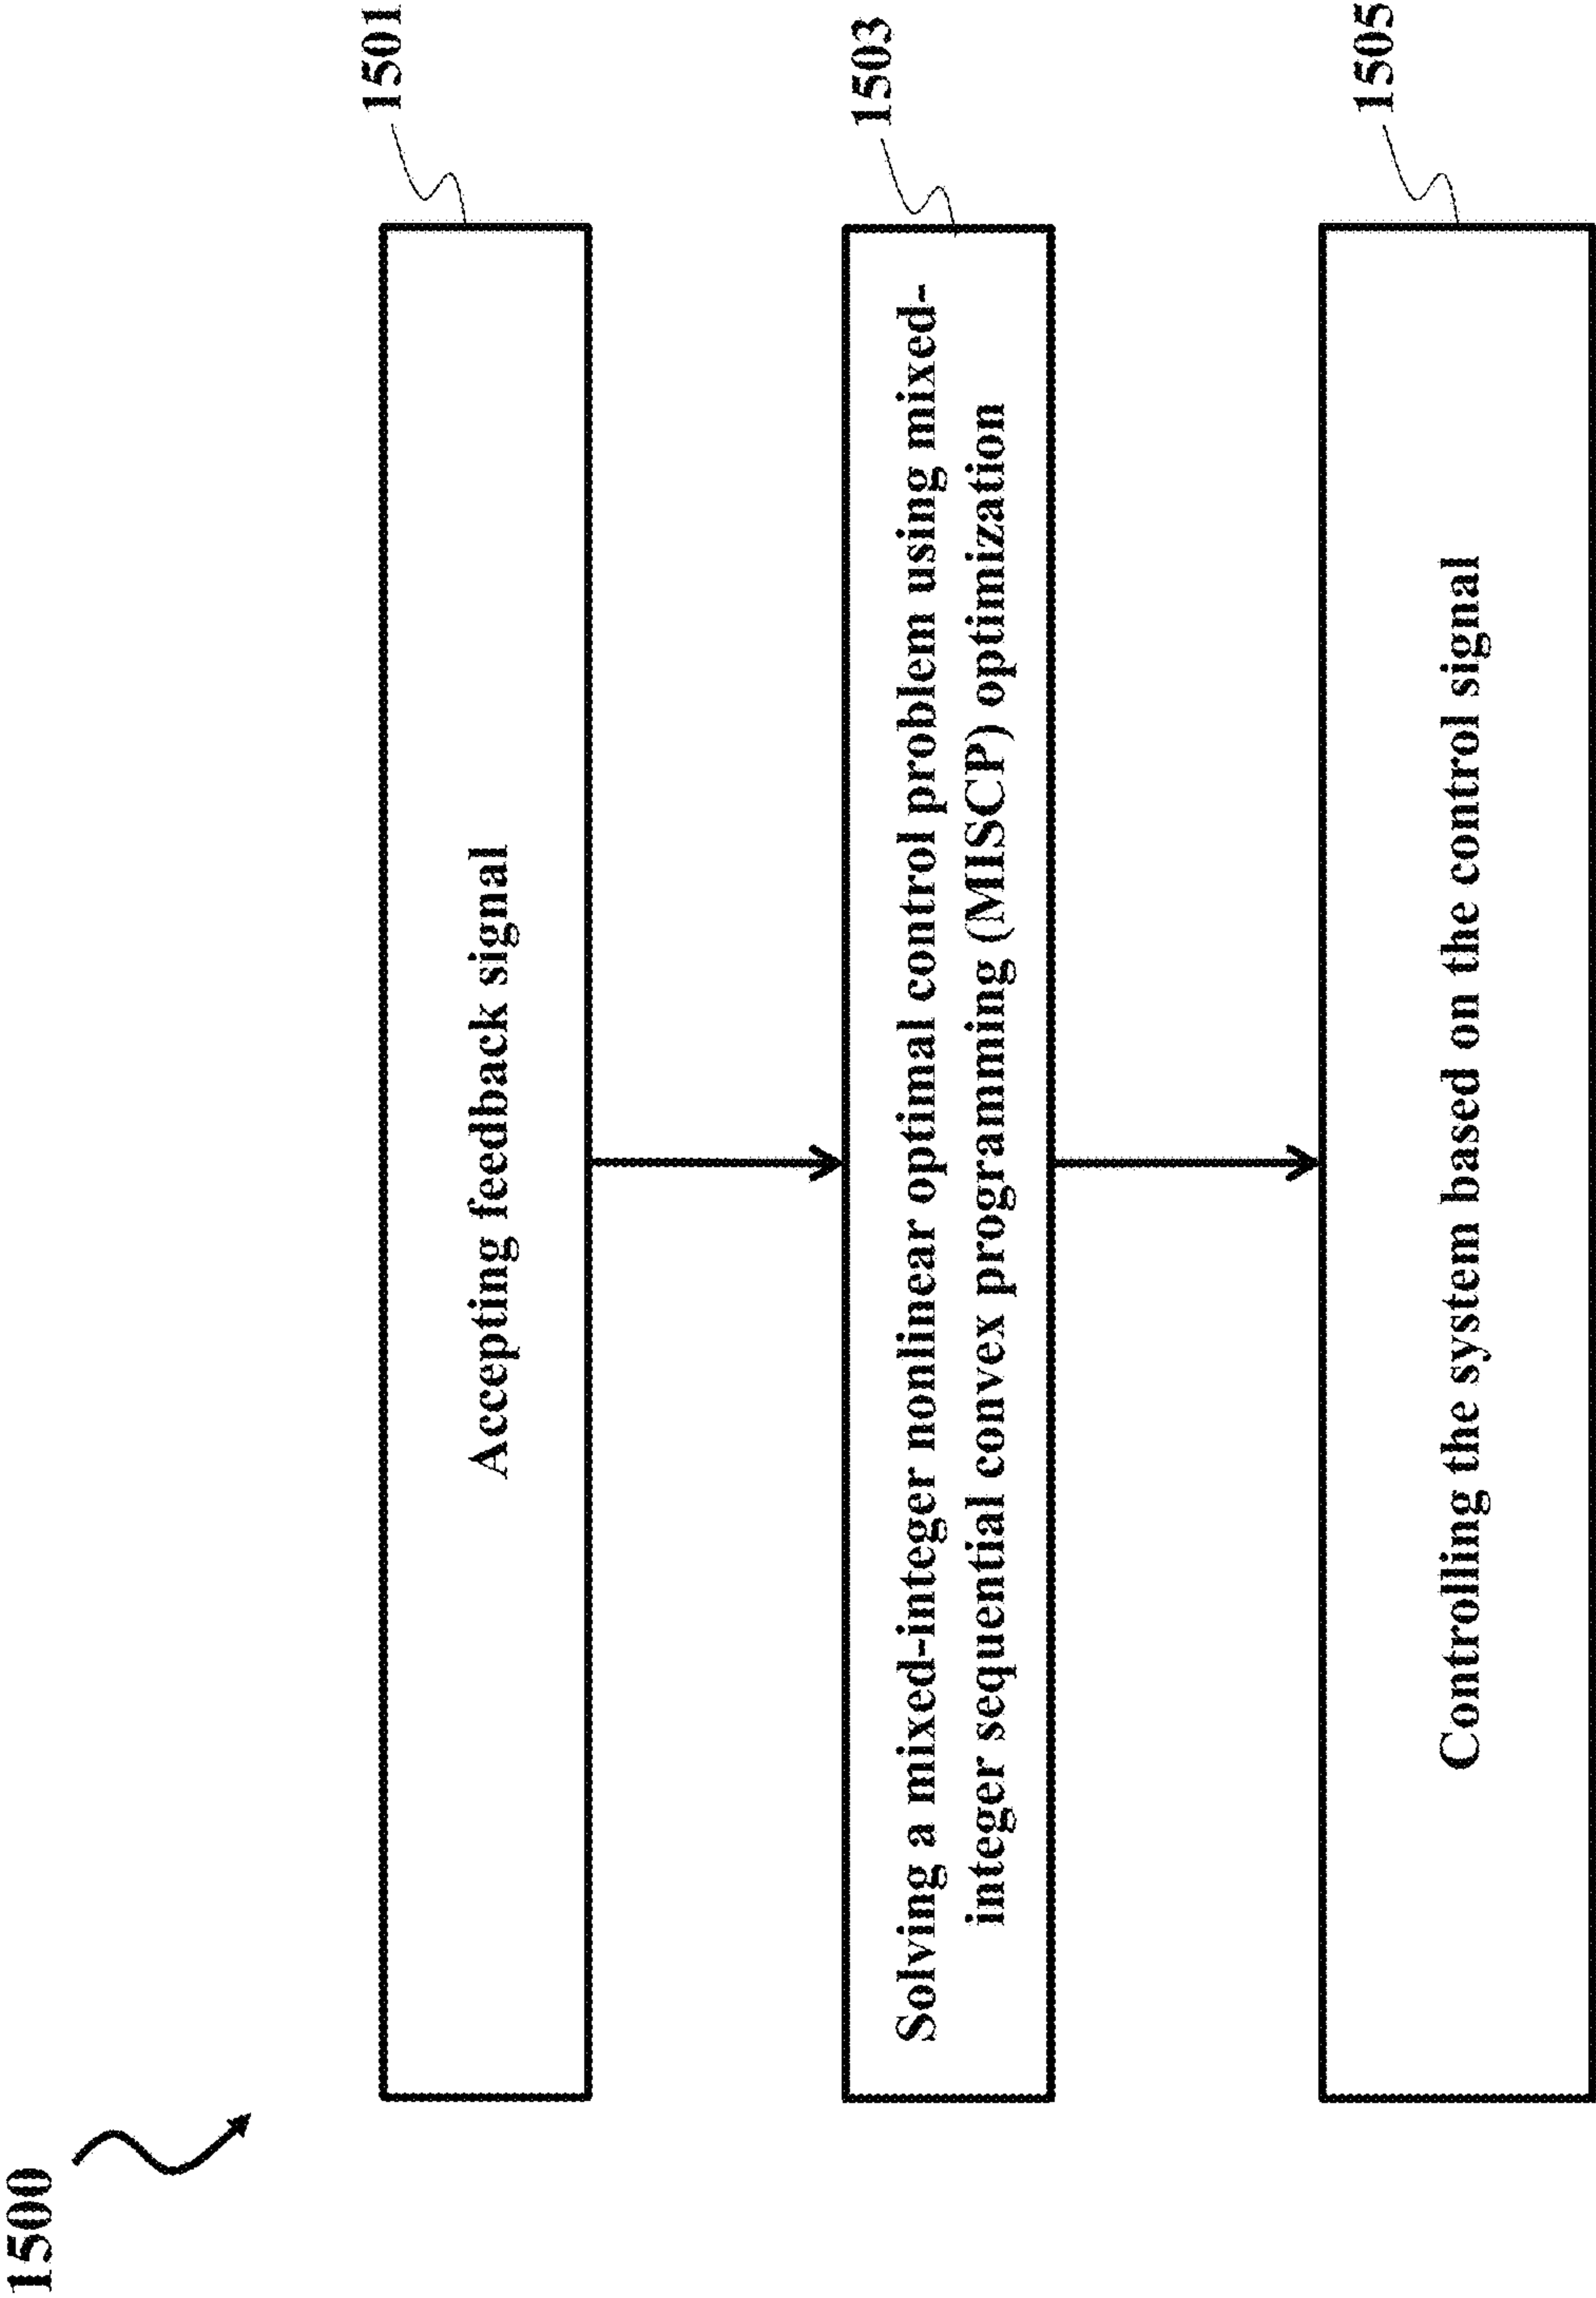 1500
1501
Accepting feedback signal
1503
Solving a mixed-integer nonlinear optimal control problem using mixed-
integer sequential convex programming (MISCP) optimization
1505
Controlling the system based on the control signal